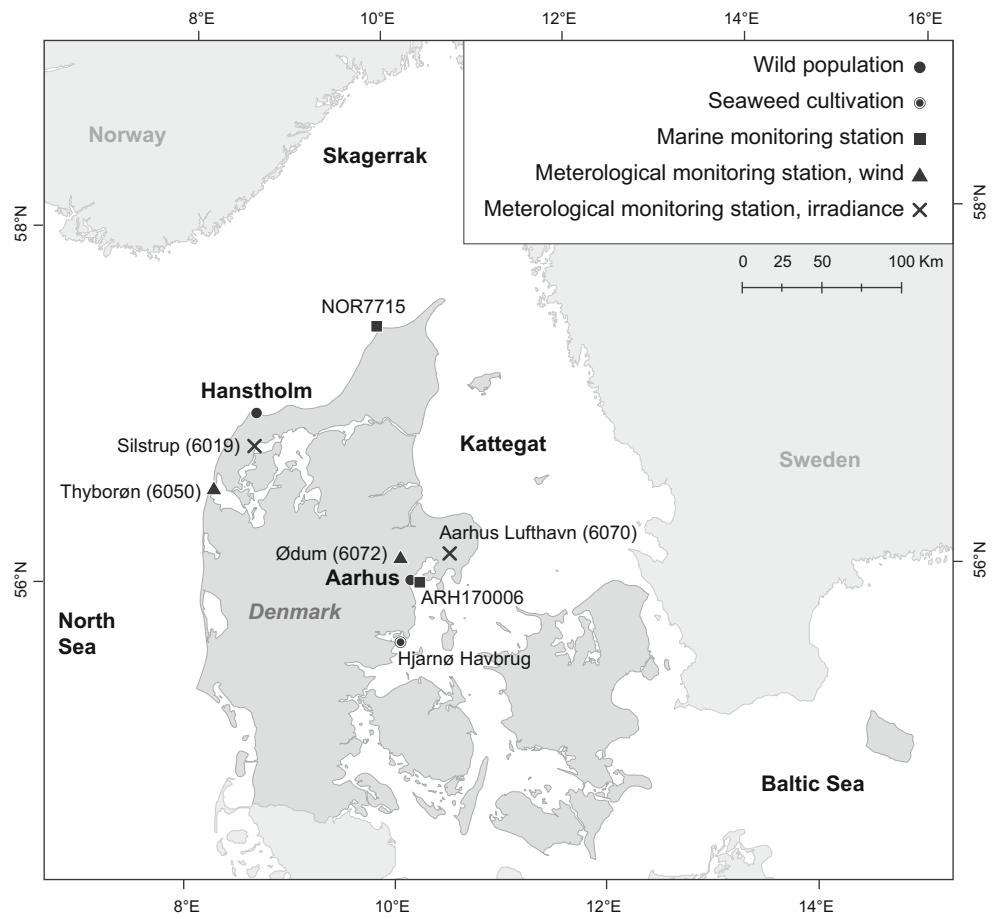 8°E 10°E 12°E 14°E 16°E
Wild population
Seaweed cultivation
Marine monitoring station
Meterological monitoring station, wind
Meterological monitoring station, irradiance
Norway
Skagerrak
58°N
58°N
0 25 50 100 Km
NOR7715
Hanstholm
Silstrup (6019)
Kattegat
Sweden
Thyborøn (6050)
Aarhus Lufthavn (6070)
Ødum (6072)
56°N
56°N
Aarhus
ARH170006
Denmark
North
Sea
Hjarnø Havbrug
Baltic Sea
8°E 10°E 12°E 14°E